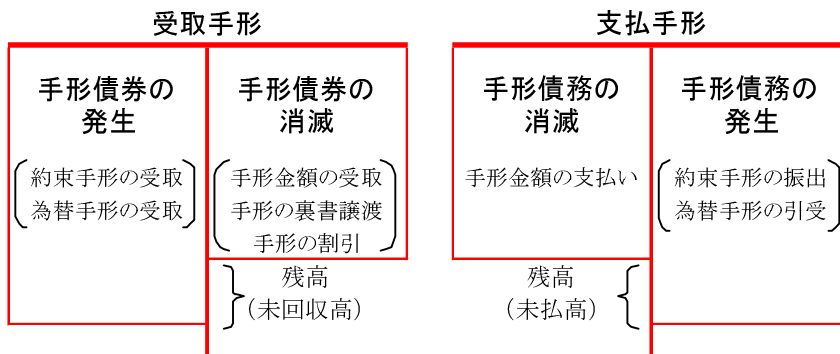 受取手形
手形債券の
発生
約束手形の受取
為替手形の受取
手形債券の
消滅
手形金額の受取
手形の裏書譲渡
手形の割引
残高
(未回収高)
支払手形
手形債務の
消滅
手形金額の支払い
残高
(未払高)
手形債務の
発生
約束手形の振出
為替手形の引受